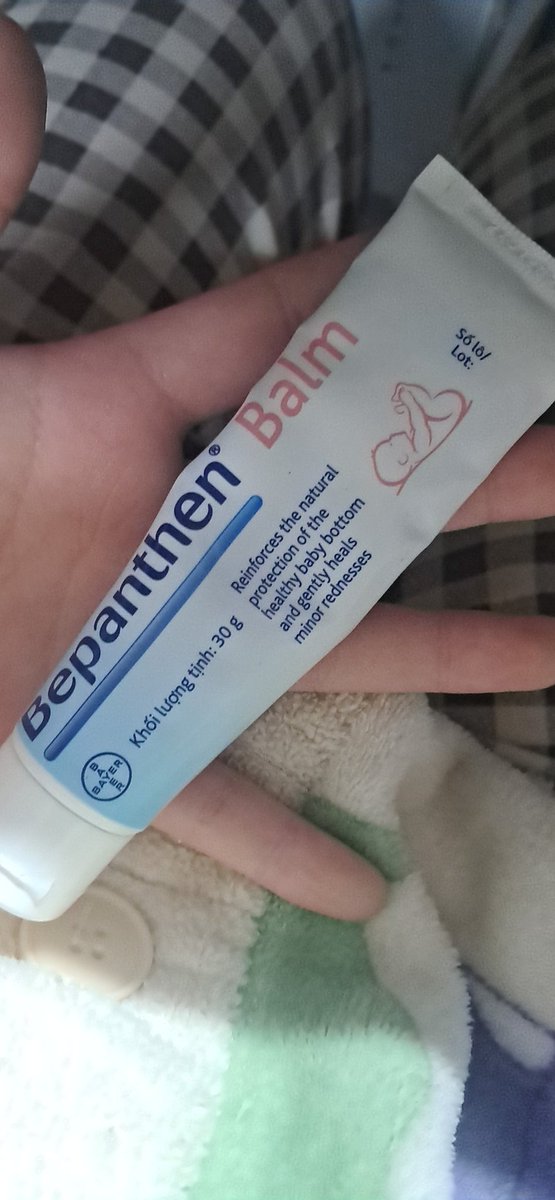 Bepanthen® Balm
Khối lượng tịnh: 30 g
Reinforces the natural
protection of the
healthy baby bottom
and gently heals
minor rednesses
Số lô/
Lot:
BAYER
BAYER